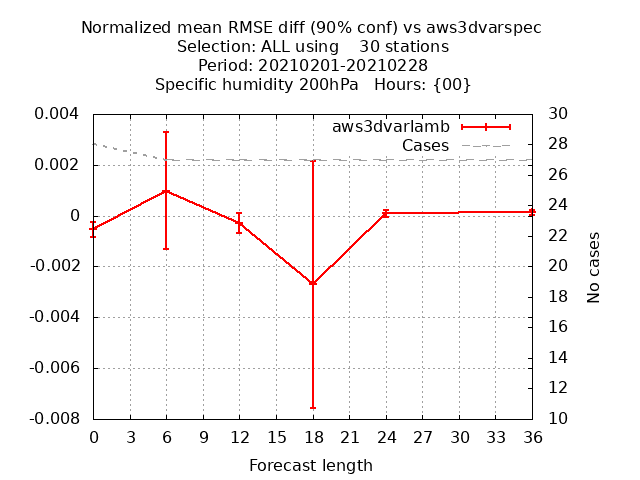 Normalized mean RMSE diff (90% conf) vs aws3dvarspec
Selection: ALL using    30 stations
Period: 20210201-20210228
Specific humidity 200hPa   Hours: {00}
aws3dvarlamb
Cases
0.004
0.002
0
-0.002
-0.004
-0.006
-0.008
30
28
26
24
22
20
18
16
14
12
10
No cases
0 3 6 9 12 15 18 21 24 27 30 33 36
Forecast length